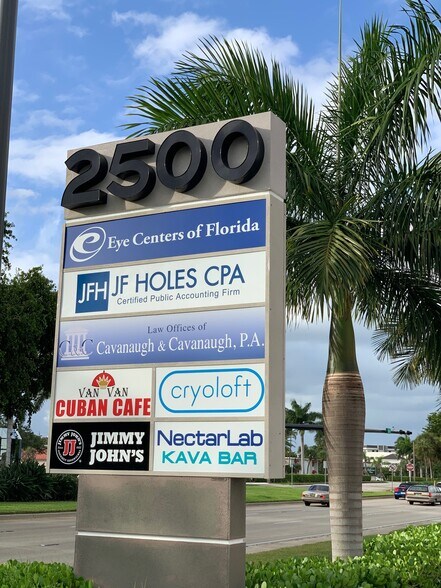 2500
Eye Centers of Florida
JFH JF HOLES CPA
Certified Public Accounting Firm
Law Offices of
Cavanaugh & Cavanaugh, P.A.
VAN VAN
CUBAN CAFE
cryoloft
JJ
JIMMY
JOHN'S
NectarLab
KAVA BAR